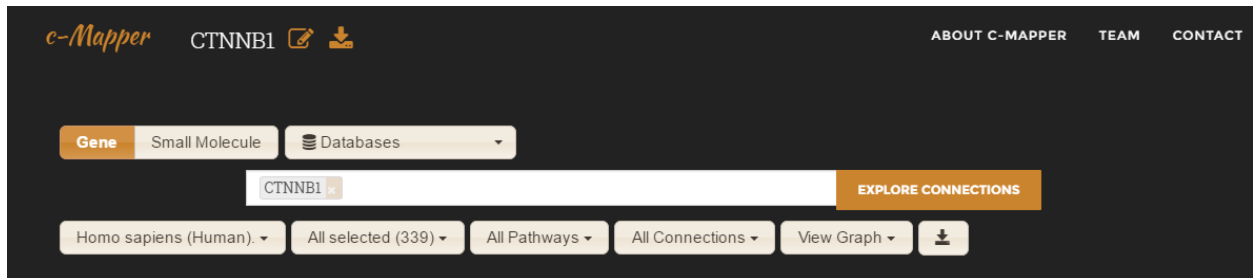 c-Mapper CTNNB1 ABOUT C-MAPPER TEAM CONTACT
Gene Small Molecule Databases
CTNNB1 × EXPLORE CONNECTIONS
Homo sapiens (Human). All selected (339) All Pathways All Connections View Graph